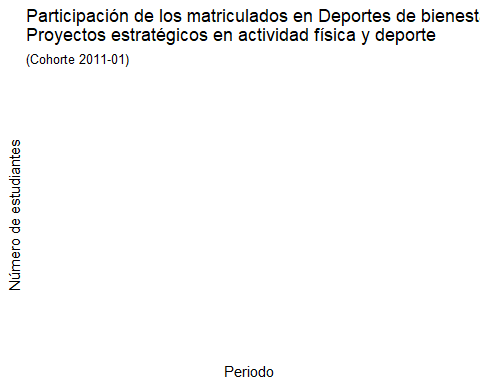 Participación de los matriculados en Deportes de bienest
Proyectos estratégicos en actividad física y deporte
(Cohorte 2011-01)
Número de estudiantes
Periodo